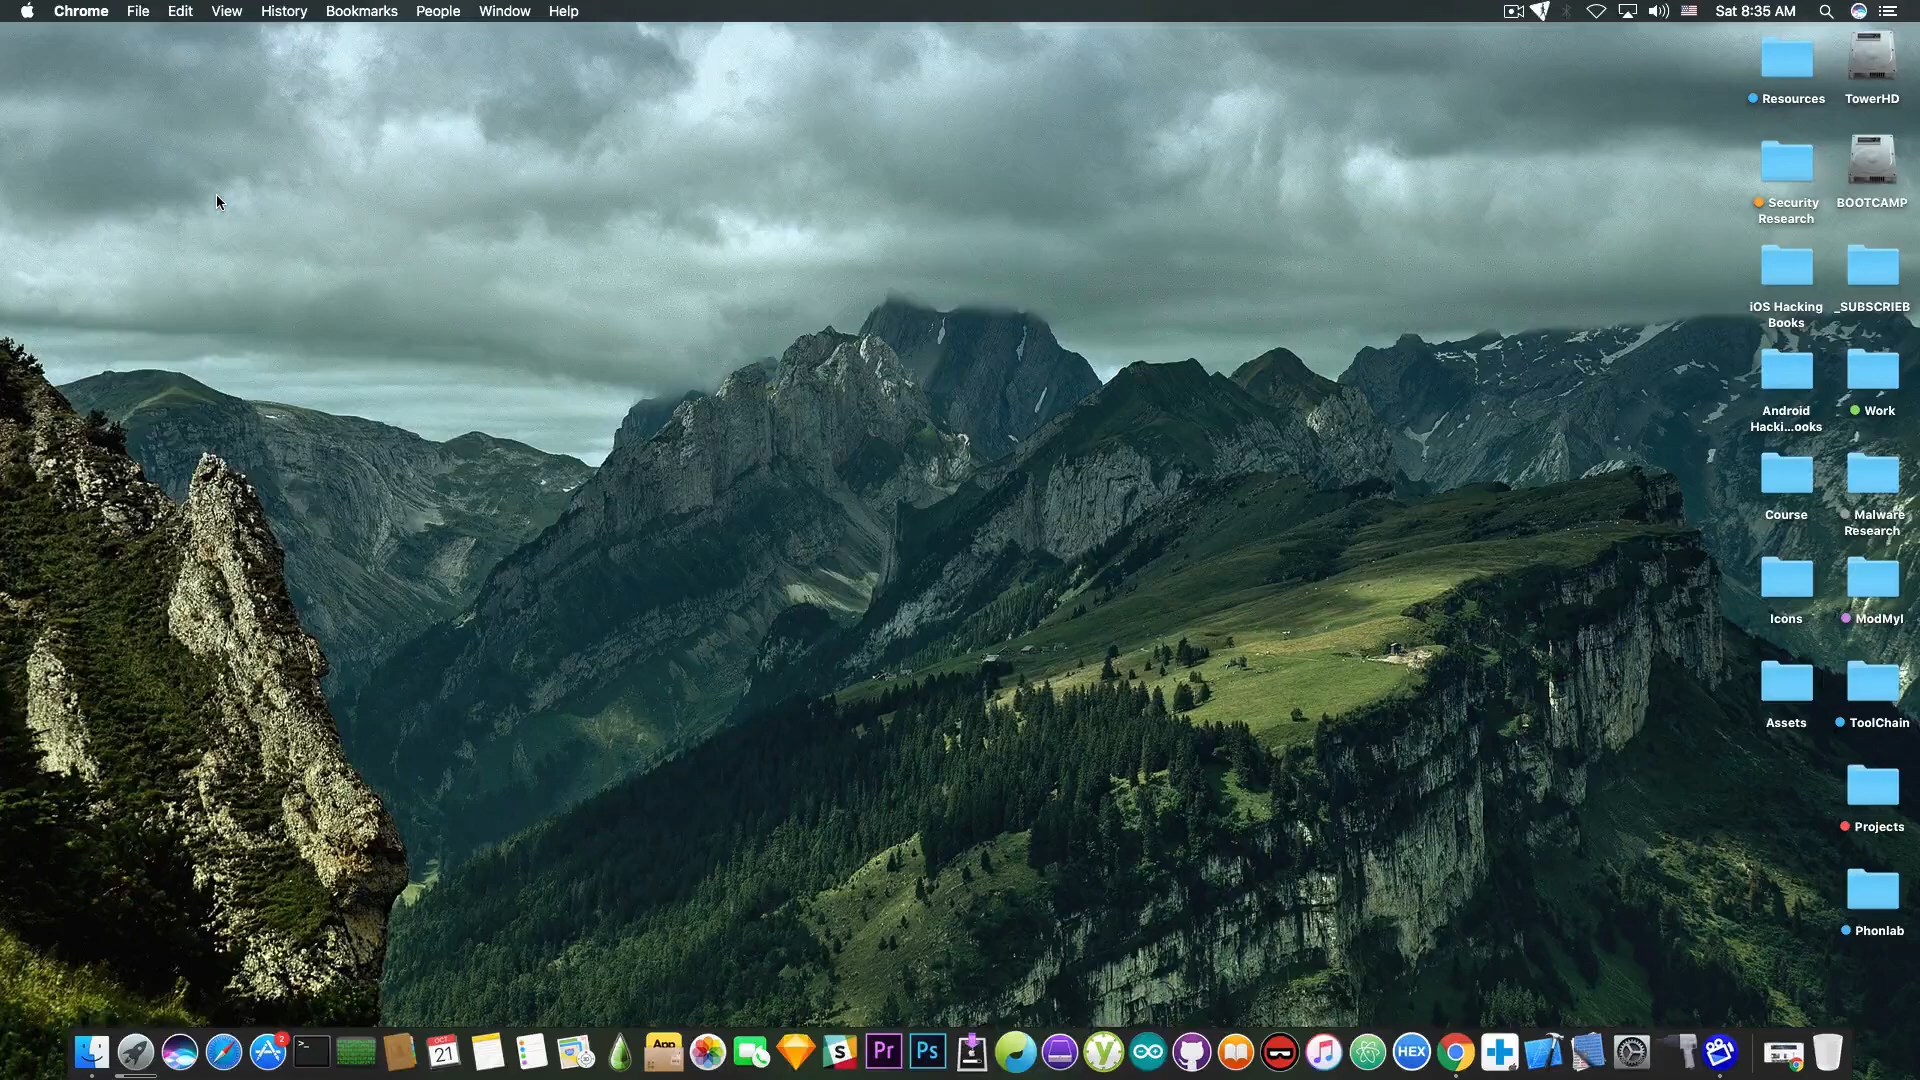 Chrome File Edit View History Bookmarks People Window Help Sat 8:35 AM
Resources TowerHD
Security
Research
BOOTCAMP
iOS Hacking
Books
_SUBSCRIEB
Android
Hacki...ooks
Work
Course
Malware
Research
Icons ModMyI
Assets ToolChain
Projects
Phonlab
2
OCT
21
App
S
Pr
Ps
HEX